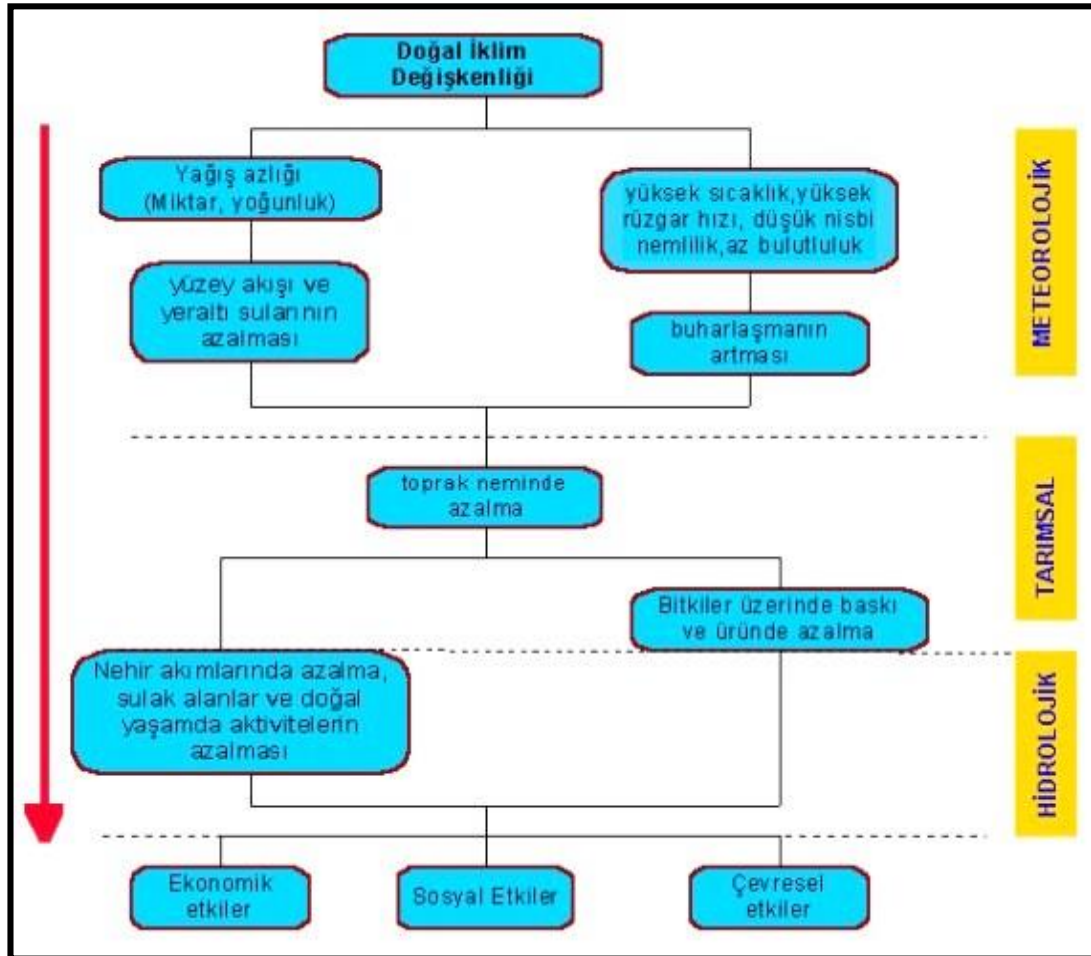 Doğal İklim
Değişkenliği
Yağış azlığı
(Miktar, yoğunluk)
yüksek sıcaklık,yüksek
rüzgar hızı, düşük nisbi
nemlilik,az bulutluluk
yüzey akışı ve
yeraltı sularının
azalması
buharlaşmanın
artması
METEOROLOJİK
toprak neminde
azalma
Bitkiler üzerinde baskı
ve üründe azalma
TARIMSAL
Nehir akımlarında azalma,
sulak alanlar ve doğal
yaşamda aktivitelerin
azalması
HİDROLOJİK
Ekonomik
etkiler
Sosyal Etkiler
Çevresel
etkiler